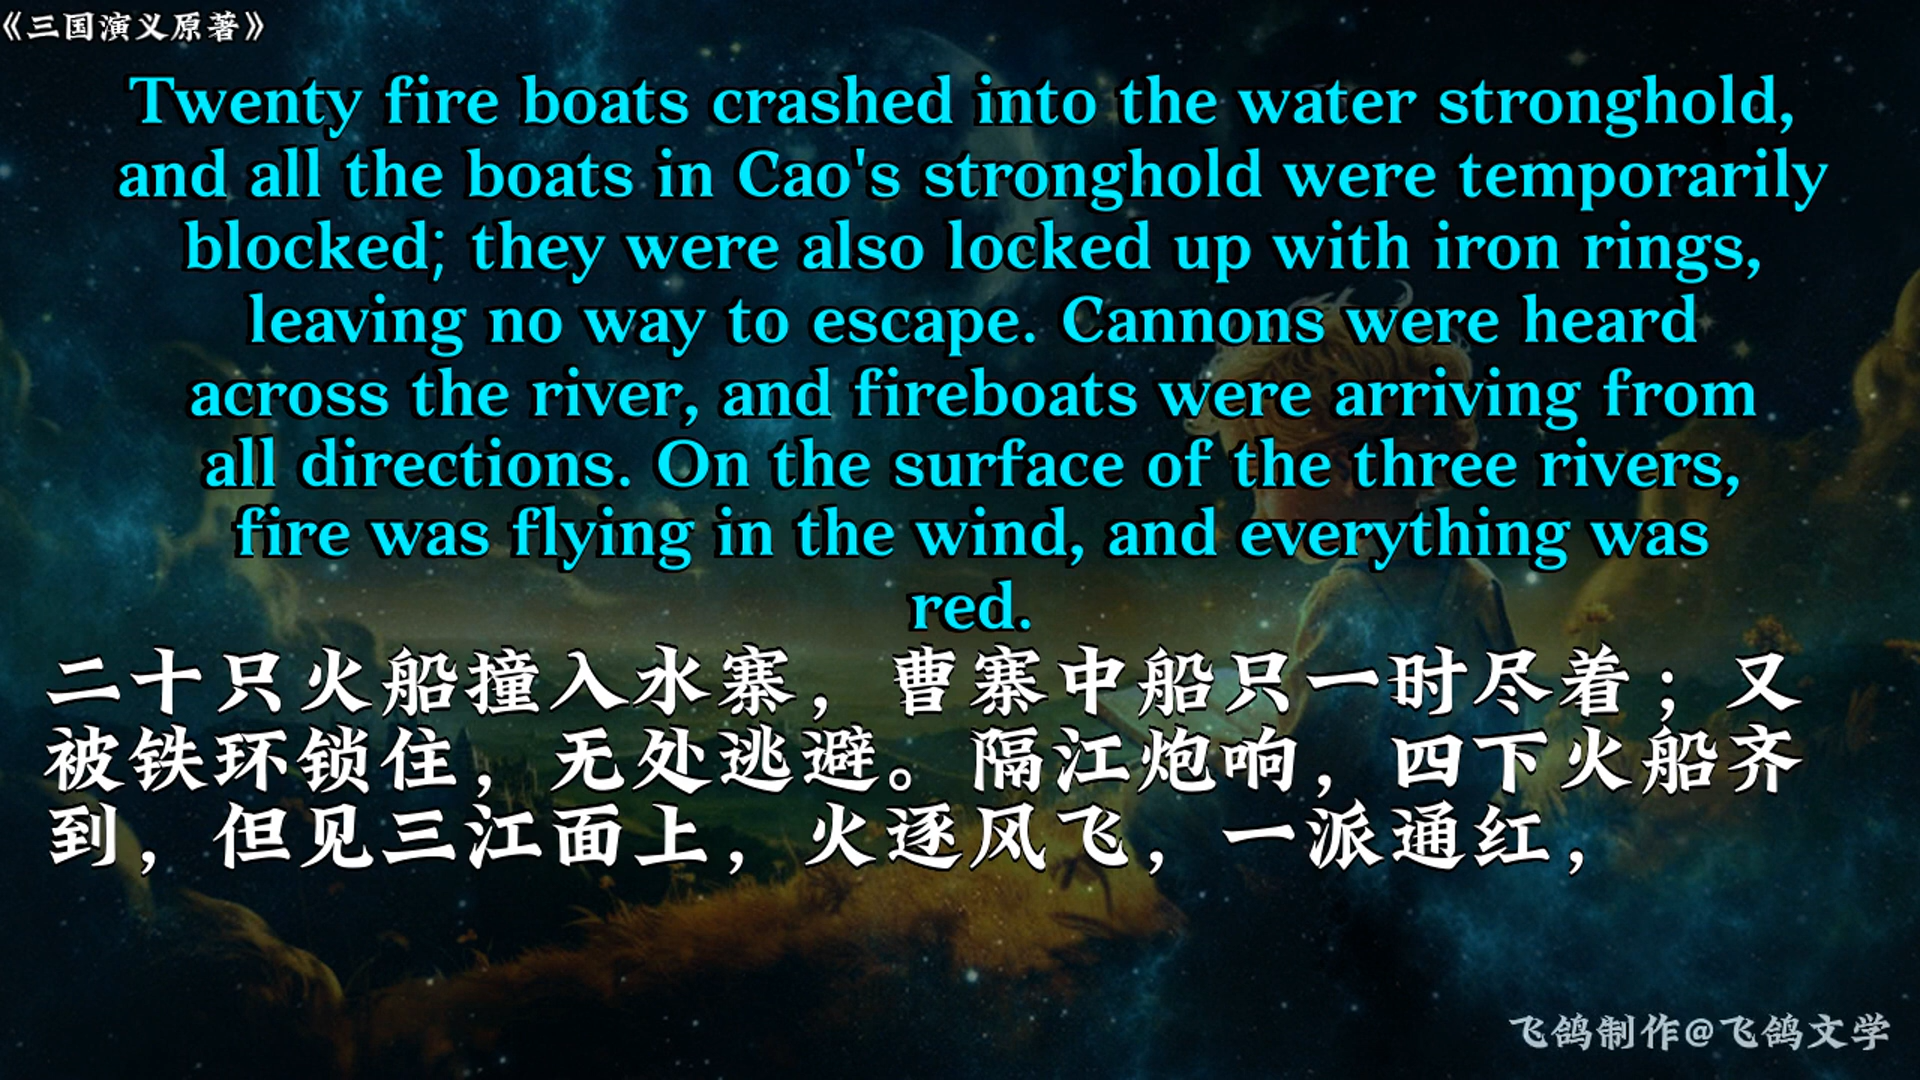 《三国演义原著》
Twenty fire boats crashed into the water stronghold,
and all the boats in Cao's stronghold were temporarily
blocked; they were also locked up with iron rings,
leaving no way to escape. Cannons were heard
across the river, and fireboats were arriving from
all directions. On the surface of the three rivers,
fire was flying in the wind, and everything was
red.
二十只火船撞入水寨，曹寨中船只一时尽着；又
被铁环锁住，无处逃避。隔江炮响，四下火船齐
到，但见三江面上，火逐风飞，一派通红，
飞鸽制作@飞鸽文学